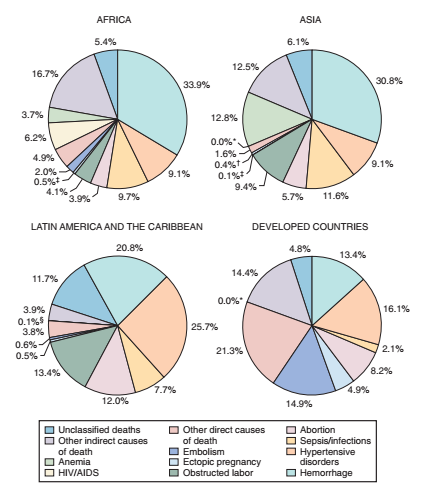 AFRICA
5.4%
33.9%
9.1%
9.7%
3.9%
4.1%
0.5%‡
2.0%
4.9%
6.2%
3.7%
16.7%
ASIA
6.1%
30.8%
9.1%
11.6%
5.7%
9.4%
0.1%‡
0.4%†
1.6%
0.0%*
12.8%
12.5%
LATIN AMERICA AND THE CARIBBEAN
20.8%
25.7%
7.7%
12.0%
13.4%
0.5%
0.6%
3.8%
0.1%§
3.9%
11.7%
DEVELOPED COUNTRIES
4.8%
13.4%
16.1%
2.1%
8.2%
4.9%
14.9%
21.3%
0.0%*
14.4%
Unclassified deaths
Other indirect causes
of death
Anemia
HIV/AIDS
Other direct causes
of death
Embolism
Ectopic pregnancy
Obstructed labor
Abortion
Sepsis/infections
Hypertensive
disorders
Hemorrhage